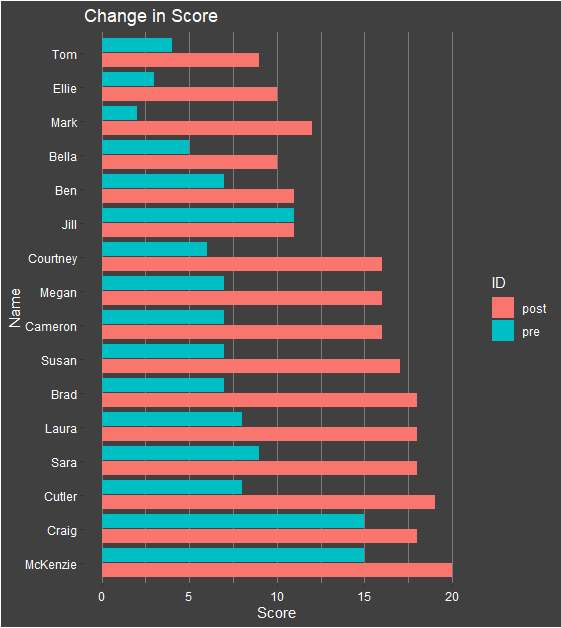 Change in Score
Tom
Ellie
Mark
Bella
Ben
Jill
Courtney
Megan
Cameron
Susan
Brad
Laura
Sara
Cutler
Craig
McKenzie
Name
0 5 10 15 20
Score
ID
post
pre